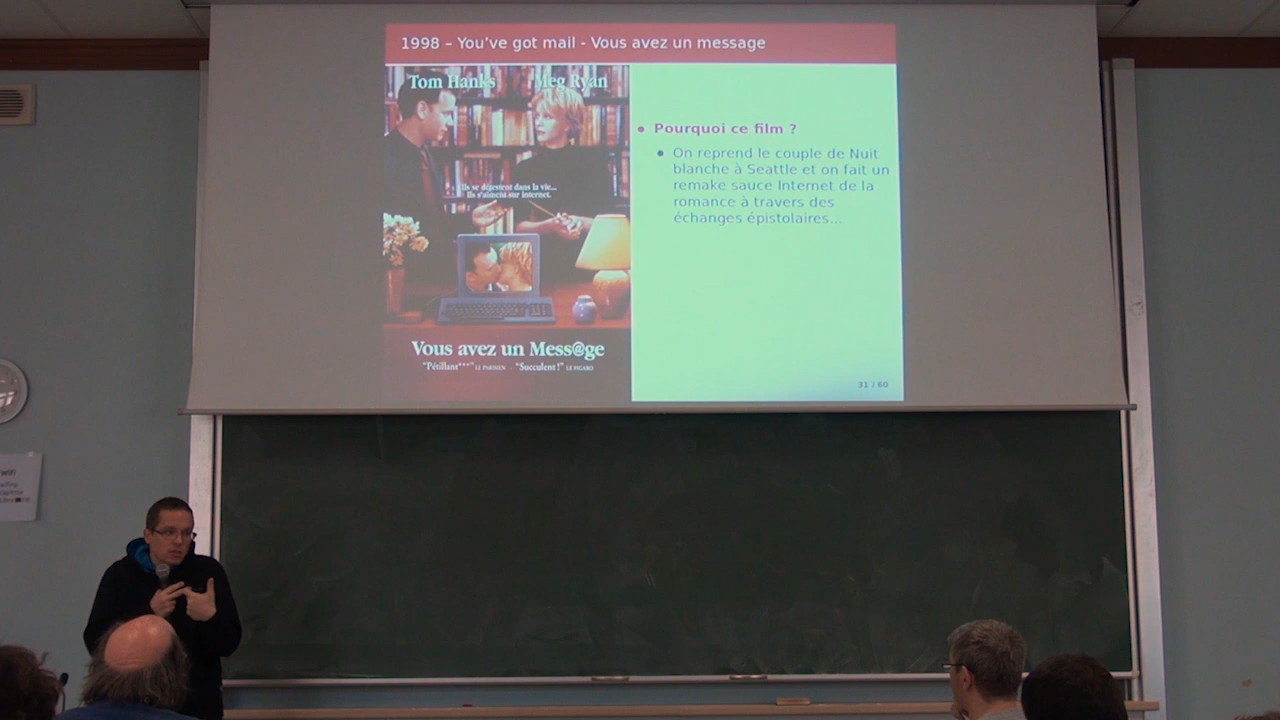 1998 – You've got mail - Vous avez un message
Tom Hanks Meg Ryan
Ils se détestent dans la vie...
Ils s'aiment sur internet.
Vous avez un Mess@ge
"Pétillant***" LE PARISIEN . "Succulent !" LE FIGARO
• Pourquoi ce film ?
• On reprend le couple de Nuit
blanche à Seattle et on fait un
remake sauce Internet de la
romance à travers des
échanges épistolaires...
31 / 60
WiFi